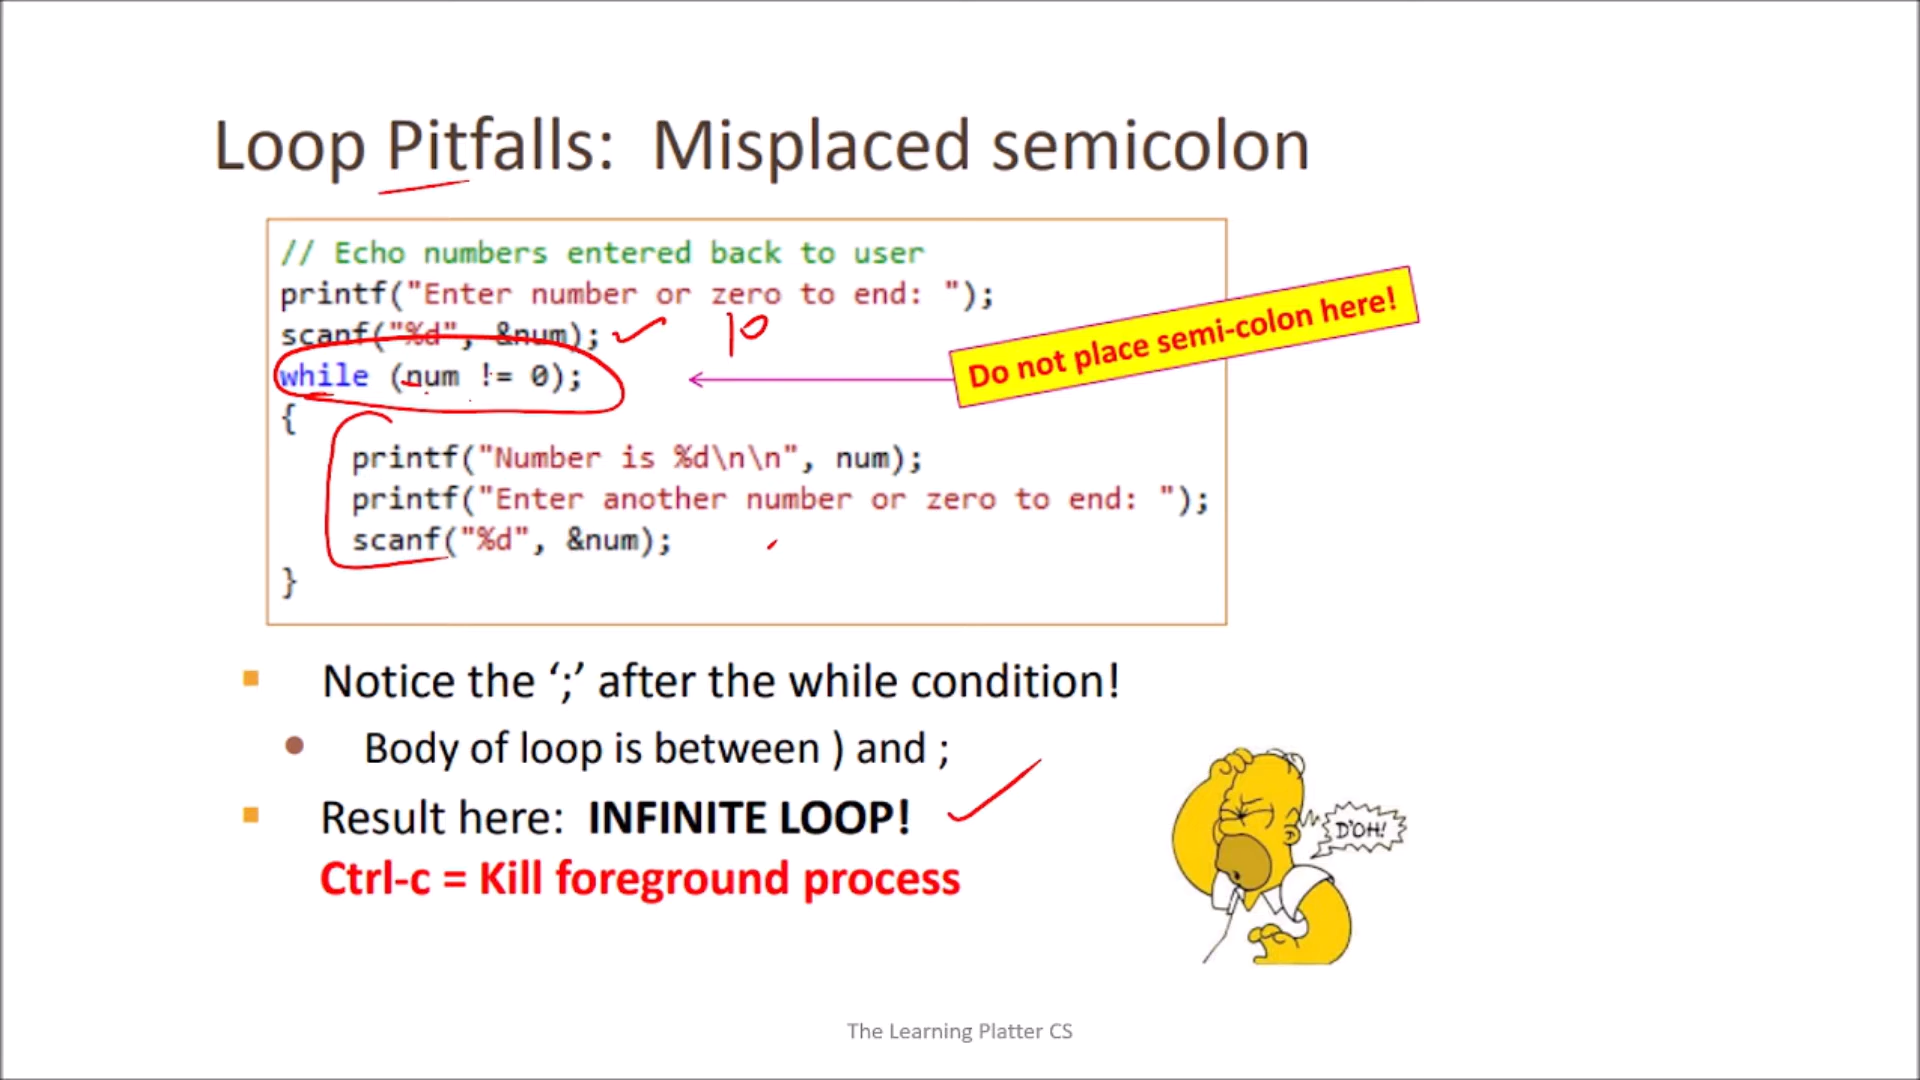 Loop Pitfalls: Misplaced semicolon
// Echo numbers entered back to user
printf("Enter number or zero to end: ");
scanf("%d", &num);
10
while (num != 0);
Do not place semi-colon here!
{
printf("Number is %d\n\n", num);
printf("Enter another number or zero to end: ");
scanf("%d", &num);
}
Notice the ‘;’ after the while condition!
Body of loop is between ) and ;
Result here: INFINITE LOOP!
Ctrl-c = Kill foreground process
D'OH!
The Learning Platter CS